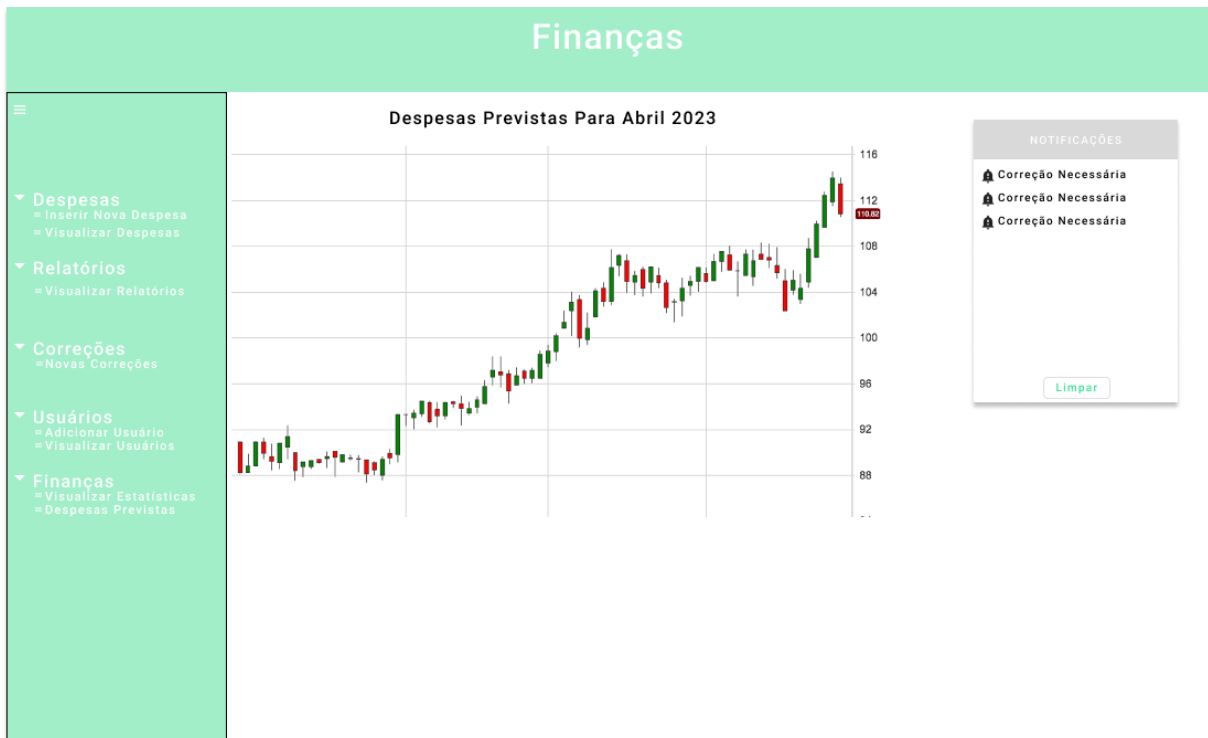 Finanças
Despesas
Inserir Nova Despesa
Visualizar Despesas
Relatórios
Visualizar Relatórios
Correções
Novas Correções
Usuários
Adicionar Usuário
Visualizar Usuários
Finanças
Visualizar Estatísticas
Despesas Previstas
Despesas Previstas Para Abril 2023
116
112
110.82
108
104
100
96
92
88
NOTIFICAÇÕES
Correção Necessária
Correção Necessária
Correção Necessária
Limpar